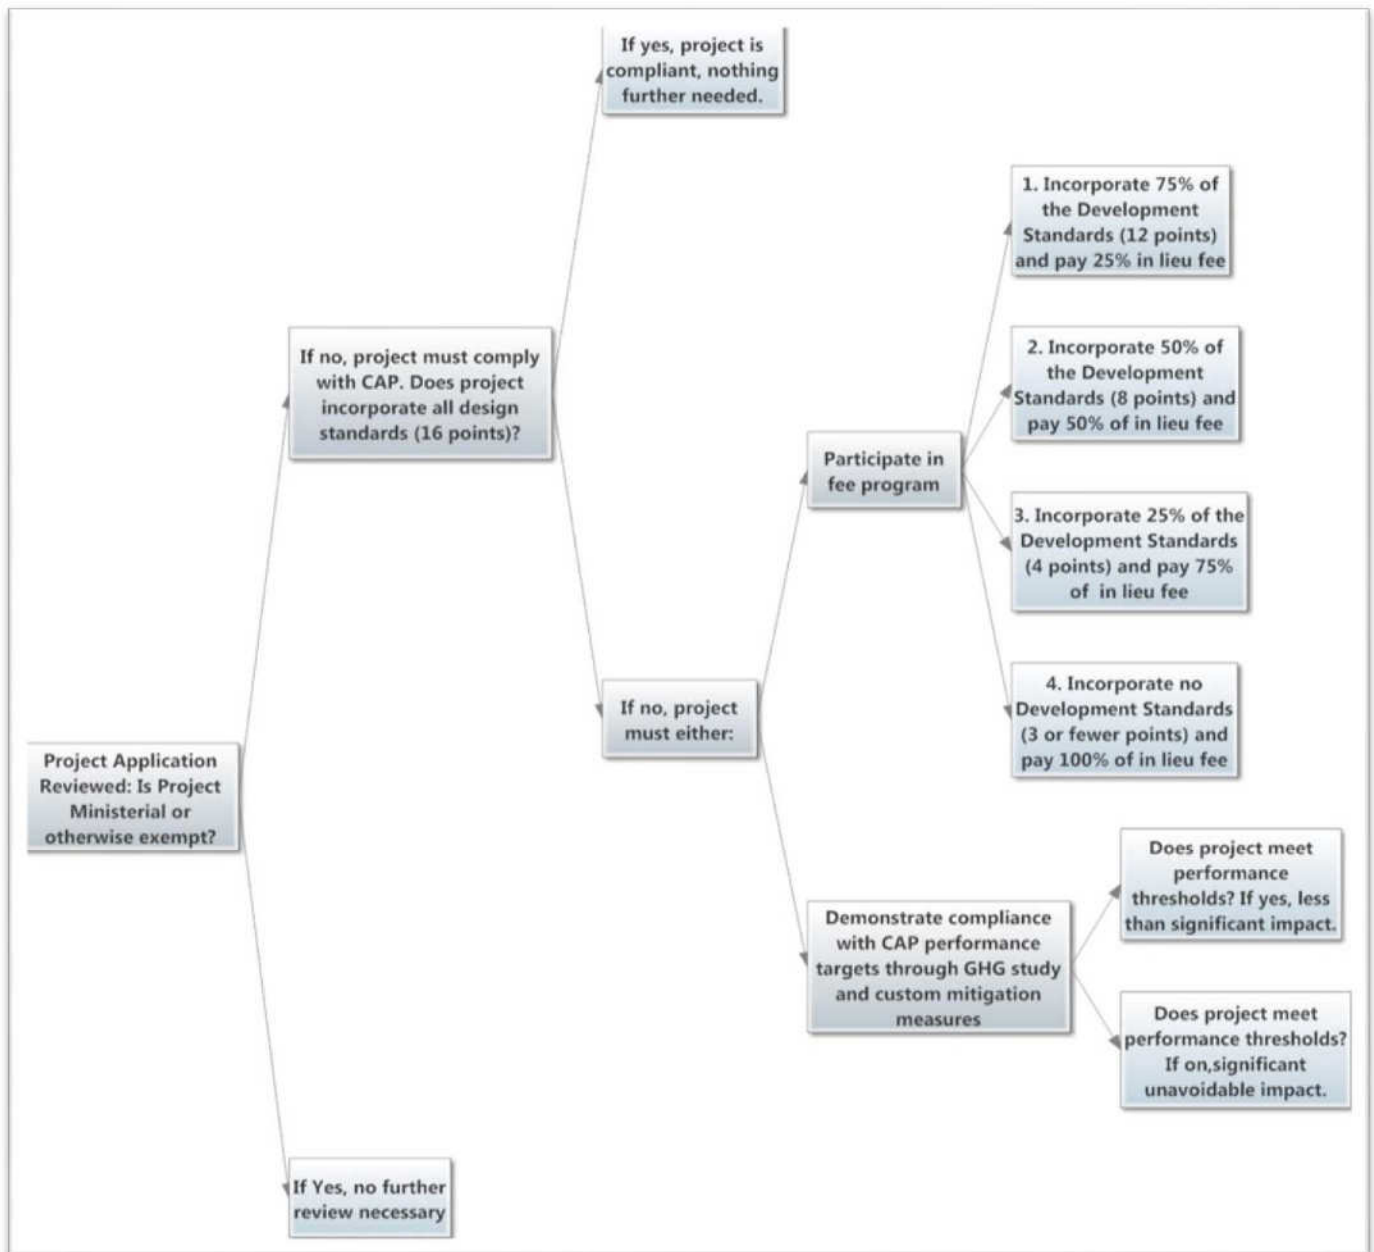 If yes, project is
compliant, nothing
further needed.
1. Incorporate 75% of
the Development
Standards (12 points)
and pay 25% in lieu fee
If no, project must comply
with CAP. Does project
incorporate all design
standards (16 points)?
2. Incorporate 50% of
the Development
Standards (8 points) and
pay 50% of in lieu fee
Participate in
fee program
3. Incorporate 25% of the
Development Standards
(4 points) and pay 75%
of in lieu fee
4. Incorporate no
Development Standards
(3 or fewer points) and
pay 100% of in lieu fee
If no, project
must either:
Project Application
Reviewed: Is Project
Ministerial or
otherwise exempt?
Does project meet
performance
thresholds? If yes, less
than significant impact.
Demonstrate compliance
with CAP performance
targets through GHG study
and custom mitigation
measures
Does project meet
performance thresholds?
If on,significant
unavoidable impact.
If Yes, no further
review necessary